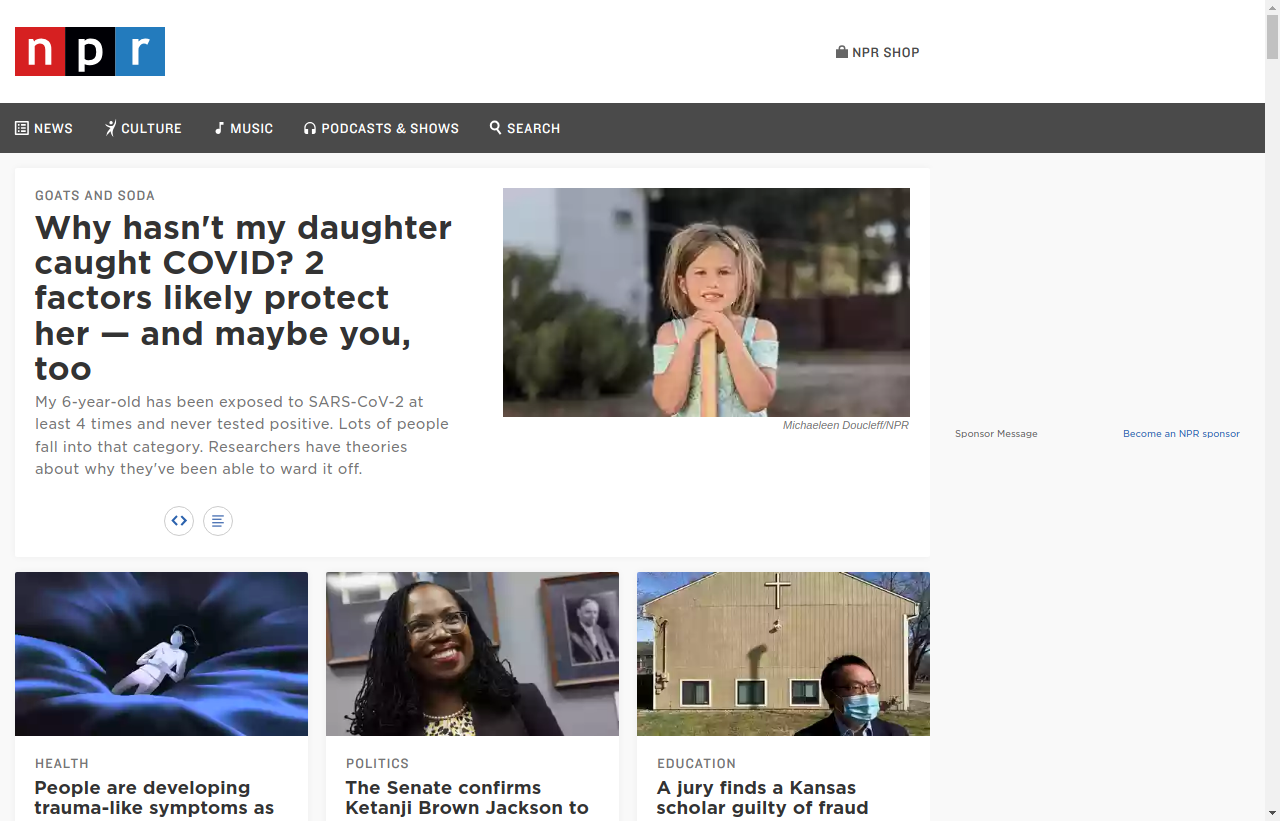 npr
NPR SHOP
NEWS CULTURE MUSIC PODCASTS & SHOWS SEARCH
GOATS AND SODA
Why hasn't my daughter
caught COVID? 2
factors likely protect
her — and maybe you,
too
My 6-year-old has been exposed to SARS-CoV-2 at
least 4 times and never tested positive. Lots of people
fall into that category. Researchers have theories
about why they've been able to ward it off.
Michaeleen Doucleff/NPR
Sponsor Message
Become an NPR sponsor
HEALTH
People are developing
trauma-like symptoms as
POLITICS
The Senate confirms
Ketanji Brown Jackson to
EDUCATION
A jury finds a Kansas
scholar guilty of fraud